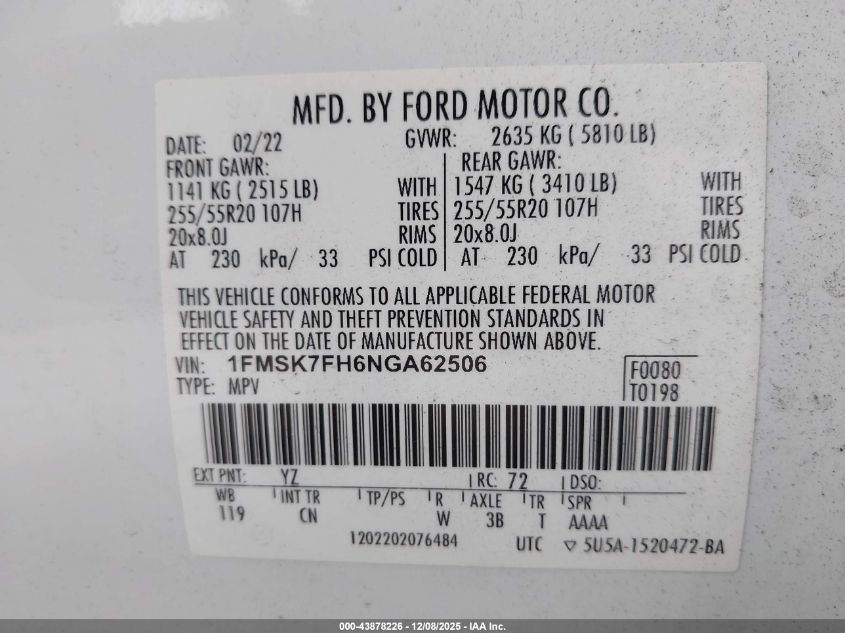 MFD. BY FORD MOTOR CO.
DATE: 02/22 GVWR: 2635 KG ( 5810 LB)
FRONT GAWR: REAR GAWR:
1141 KG ( 2515 LB) WITH 1547 KG ( 3410 LB) WITH
255/55R20 107H TIRES 255/55R20 107H TIRES
20x8.0J RIMS 20x8.0J RIMS
AT 230 kPa/ 33 PSI COLD AT 230 kPa/ 33 PSI COLD
THIS VEHICLE CONFORMS TO ALL APPLICABLE FEDERAL MOTOR
VEHICLE SAFETY AND THEFT PREVENTION STANDARDS IN
EFFECT ON THE DATE OF MANUFACTURE SHOWN ABOVE.
VIN: 1FMSK7FH6NGA62506 F0080
TYPE: MPV T0198
EXT PNT: YZ RC: 72 DSO:
WB INT TR TP/PS R AXLE TR SPR
119 CN W 3B T AAAA
1202202076484 UTC ▽ 5U5A-1520472-BA
000-43878226 - 12/08/2025 - IAA Inc.